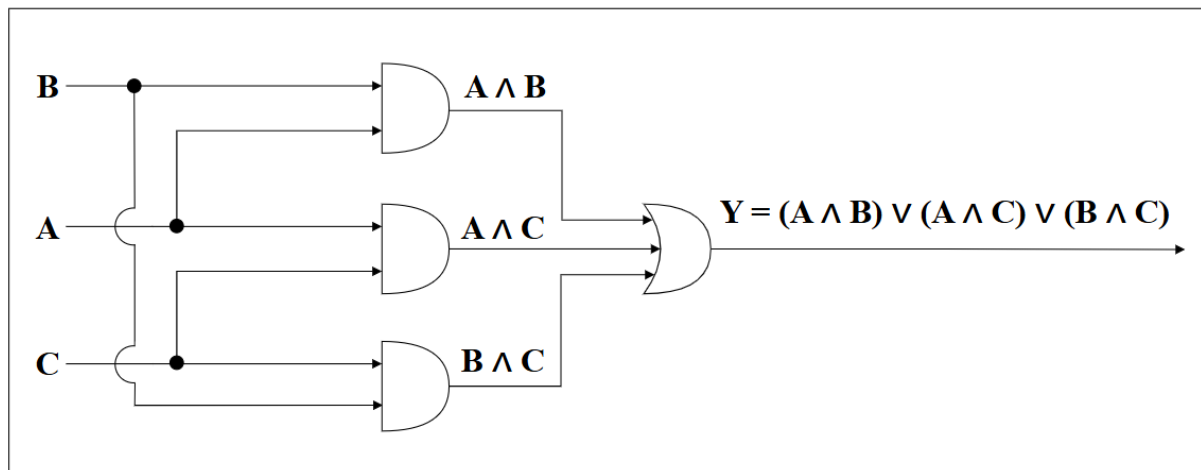 B
A ∧ B
A
A ∧ C
Y = (A ∧ B) ∨ (A ∧ C) ∨ (B ∧ C)
C
B ∧ C